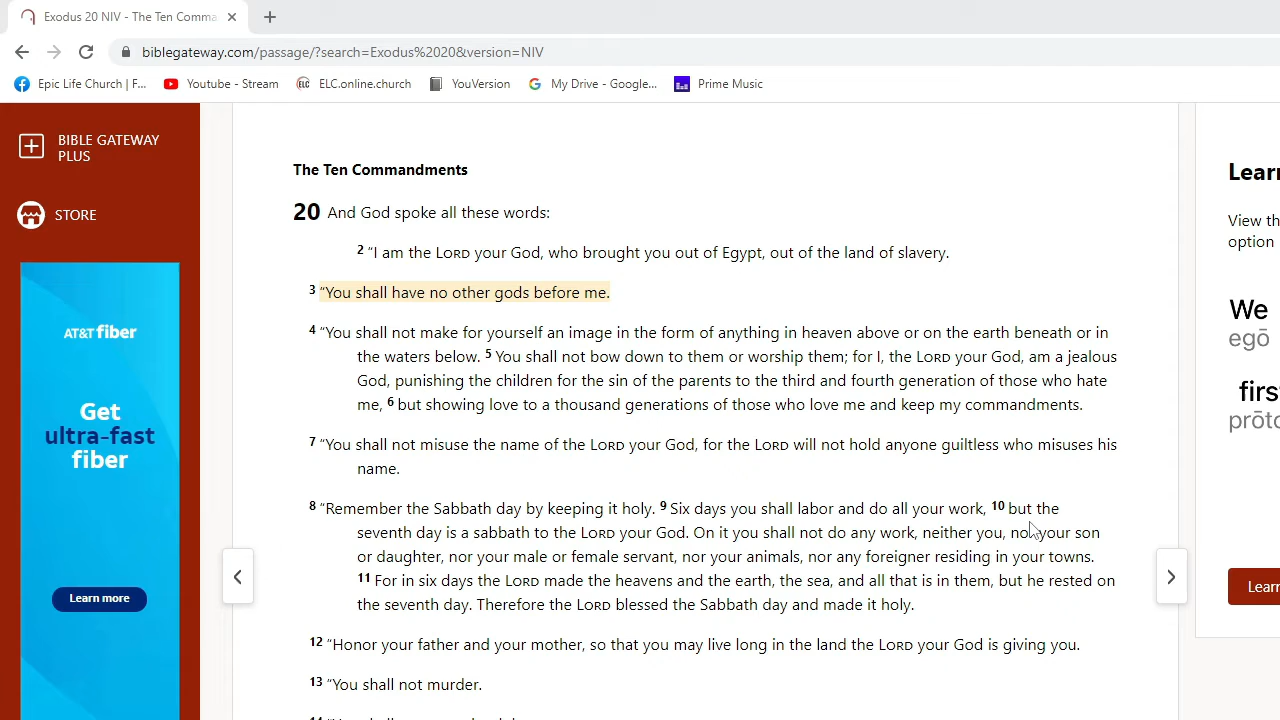 Exodus 20 NIV - The Ten Comma
biblegateway.com/passage/?search=Exodus%2020&version=NIV
Epic Life Church | F... Youtube - Stream ELC.online.church YouVersion My Drive - Google... Prime Music
BIBLE GATEWAY
PLUS
STORE
AT&T fiber
Get
ultra-fast
fiber
Learn more
The Ten Commandments
20 And God spoke all these words:
2 “I am the LORD your God, who brought you out of Egypt, out of the land of slavery.
3 “You shall have no other gods before me.
4 “You shall not make for yourself an image in the form of anything in heaven above or on the earth beneath or in
the waters below. 5 You shall not bow down to them or worship them; for I, the LORD your God, am a jealous
God, punishing the children for the sin of the parents to the third and fourth generation of those who hate
me, 6 but showing love to a thousand generations of those who love me and keep my commandments.
7 “You shall not misuse the name of the LORD your God, for the LORD will not hold anyone guiltless who misuses his
name.
8 “Remember the Sabbath day by keeping it holy. 9 Six days you shall labor and do all your work, 10 but the
seventh day is a sabbath to the LORD your God. On it you shall not do any work, neither you, nor your son
or daughter, nor your male or female servant, nor your animals, nor any foreigner residing in your towns.
11 For in six days the LORD made the heavens and the earth, the sea, and all that is in them, but he rested on
the seventh day. Therefore the LORD blessed the Sabbath day and made it holy.
12 “Honor your father and your mother, so that you may live long in the land the LORD your God is giving you.
13 “You shall not murder.
Lear
View th
option
We
egō
firs
prōto
Lear